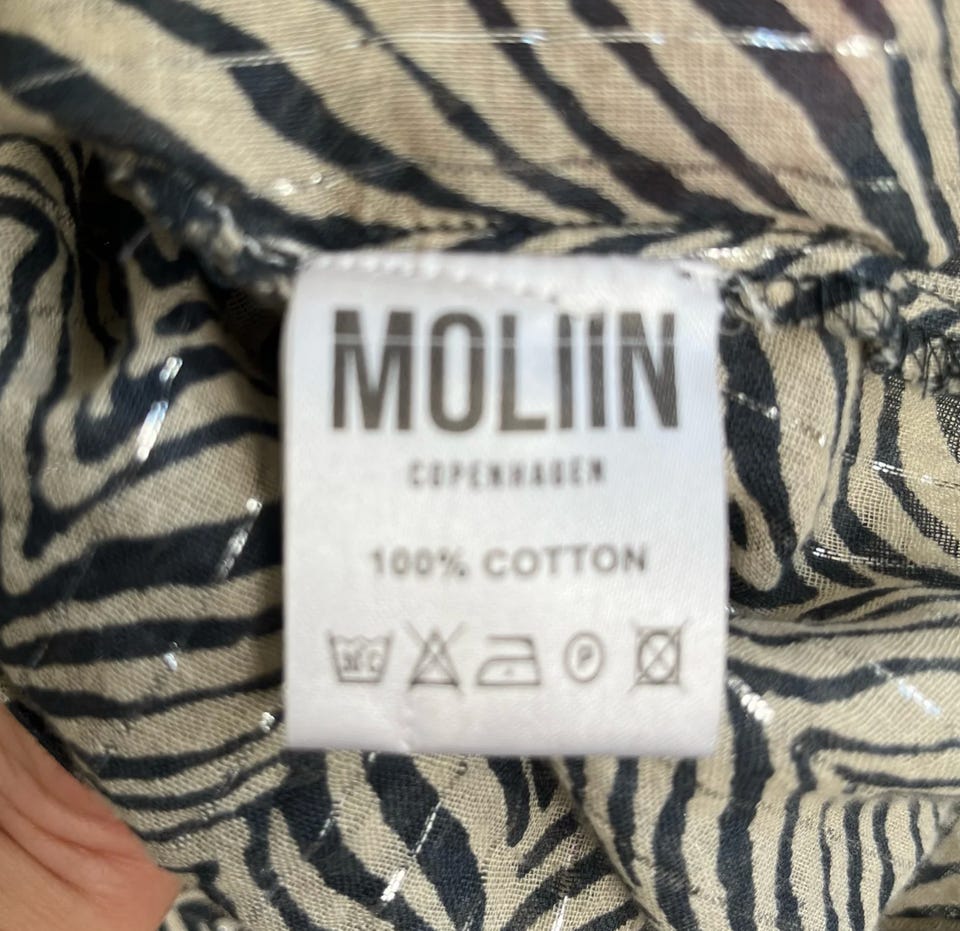 MOLIIN
COPENHAGEN
100% COTTON
P